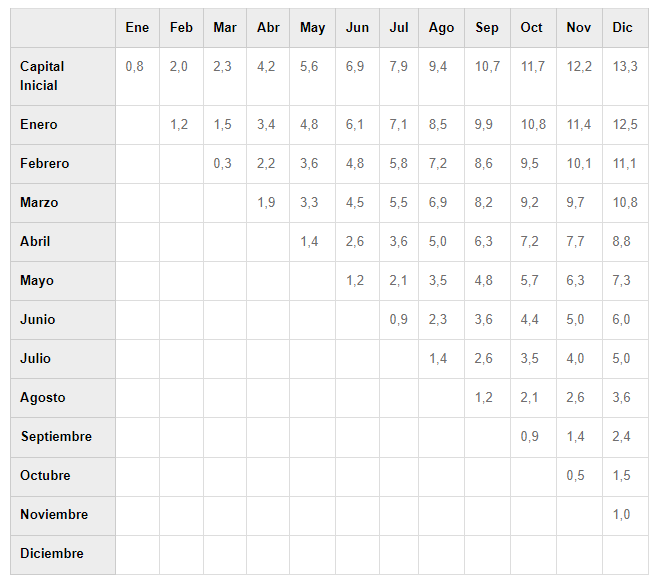 Ene Feb Mar Abr May Jun Jul Ago Sep Oct Nov Dic
Capital 0,8 2,0 2,3 4,2 5,6 6,9 7,9 9,4 10,7 11,7 12,2 13,3
Inicial
Enero 1,2 1,5 3,4 4,8 6,1 7,1 8,5 9,9 10,8 11,4 12,5
Febrero 0,3 2,2 3,6 4,8 5,8 7,2 8,6 9,5 10,1 11,1
Marzo 1,9 3,3 4,5 5,5 6,9 8,2 9,2 9,7 10,8
Abril 1,4 2,6 3,6 5,0 6,3 7,2 7,7 8,8
Mayo 1,2 2,1 3,5 4,8 5,7 6,3 7,3
Junio 0,9 2,3 3,6 4,4 5,0 6,0
Julio 1,4 2,6 3,5 4,0 5,0
Agosto 1,2 2,1 2,6 3,6
Septiembre 0,9 1,4 2,4
Octubre 0,5 1,5
Noviembre 1,0
Diciembre